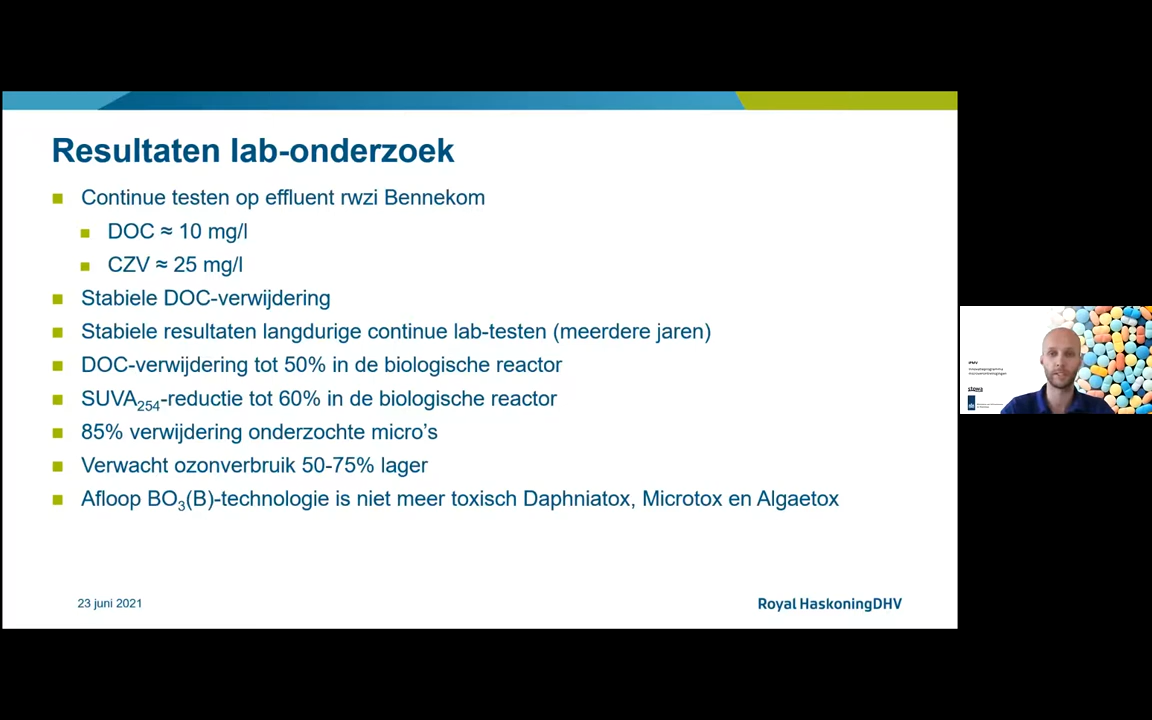 Resultaten lab-onderzoek
Continue testen op effluent rwzi Bennekom
DOC ≈ 10 mg/l
CZV ≈ 25 mg/l
Stabiele DOC-verwijdering
Stabiele resultaten langdurige continue lab-testen (meerdere jaren)
DOC-verwijdering tot 50% in de biologische reactor
SUVA254-reductie tot 60% in de biologische reactor
85% verwijdering onderzochte micro's
Verwacht ozonverbruik 50-75% lager
Afloop BO3(B)-technologie is niet meer toxisch Daphniatox, Microtox en Algaetox
23 juni 2021
Royal HaskoningDHV
stowa